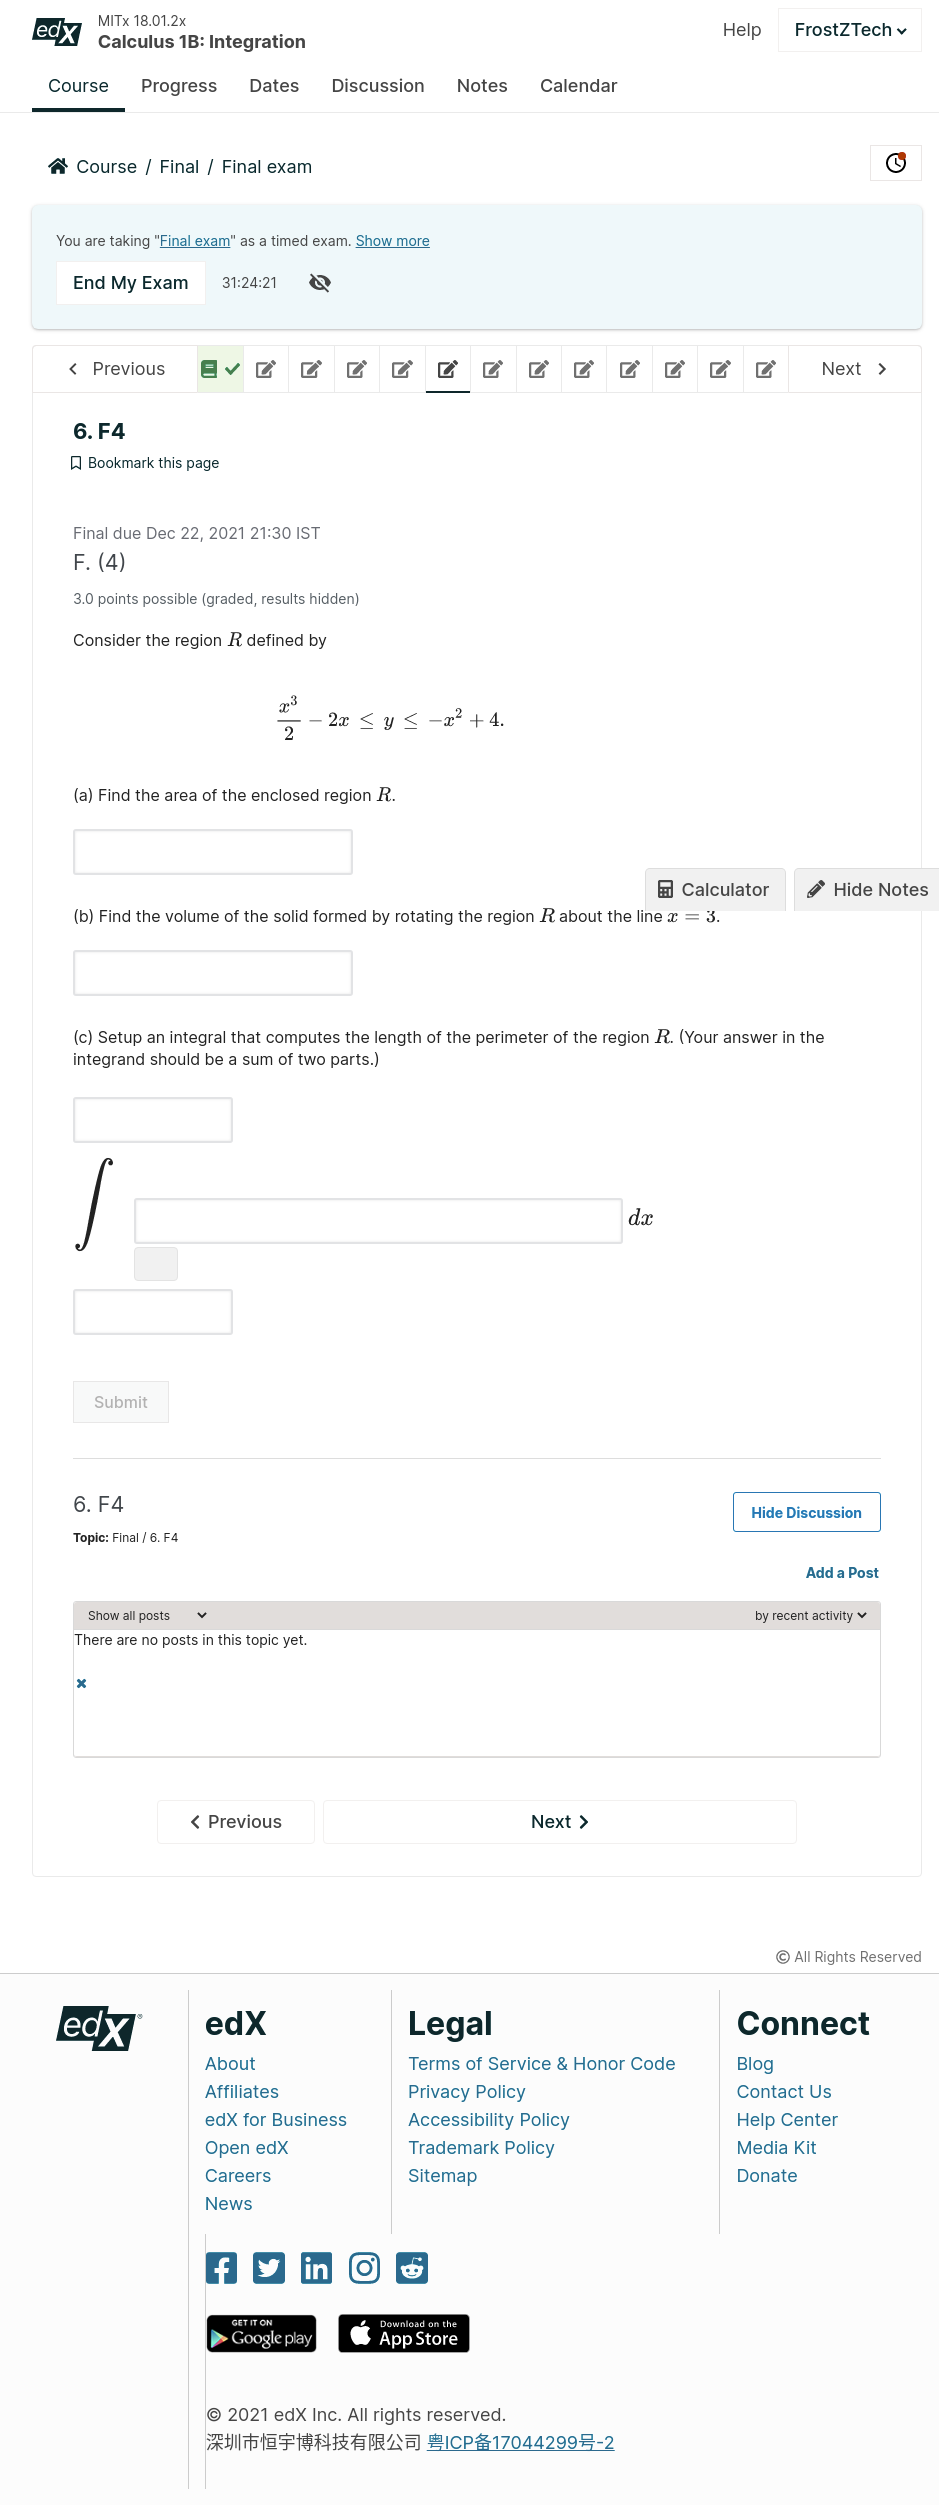 edX
MITx 18.01.2x
Calculus 1B: Integration
Help
FrostZTech
Course
Progress
Dates
Discussion
Notes
Calendar
Course / Final / Final exam
You are taking "Final exam" as a timed exam. Show more
End My Exam
31:24:21
Previous
Next
6. F4
Bookmark this page
Final due Dec 22, 2021 21:30 IST
F. (4)
3.0 points possible (graded, results hidden)
Consider the region R defined by
x³/2 − 2x ≤ y ≤ −x² + 4.
(a) Find the area of the enclosed region R.
Calculator
Hide Notes
(b) Find the volume of the solid formed by rotating the region R about the line x = 3.
(c) Setup an integral that computes the length of the perimeter of the region R. (Your answer in the
integrand should be a sum of two parts.)
∫ dx
Submit
6. F4
Hide Discussion
Topic: Final / 6. F4
Add a Post
Show all posts
by recent activity
There are no posts in this topic yet.
Previous
Next
© All Rights Reserved
edX®
edX
About
Affiliates
edX for Business
Open edX
Careers
News
Legal
Terms of Service & Honor Code
Privacy Policy
Accessibility Policy
Trademark Policy
Sitemap
Connect
Blog
Contact Us
Help Center
Media Kit
Donate
GET IT ON
Google play
Download on the
App Store
© 2021 edX Inc. All rights reserved.
深圳市恒宇博科技有限公司 粤ICP备17044299号-2